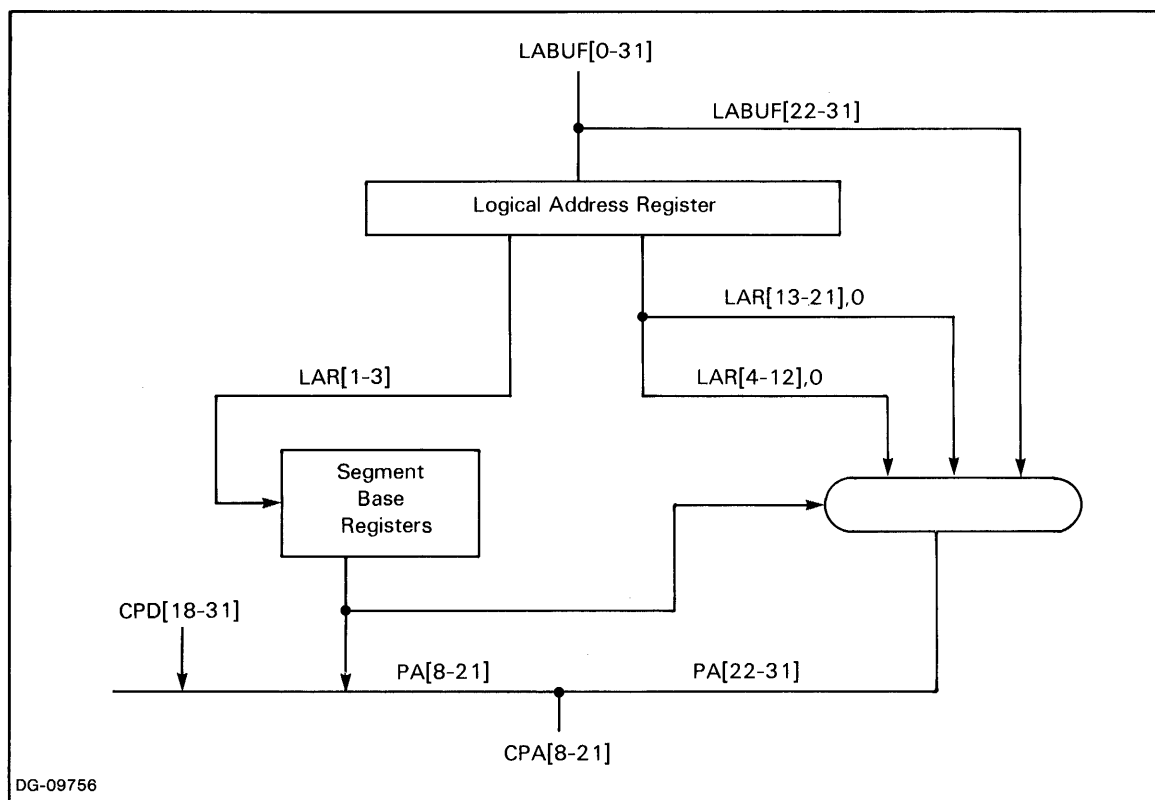 LABUF[0-31]
LABUF[22-31]
Logical Address Register
LAR[13-21],0
LAR[1-3]
LAR[4-12],0
Segment
Base
Registers
CPD[18-31]
PA[8-21]
PA[22-31]
CPA[8-21]
DG-09756